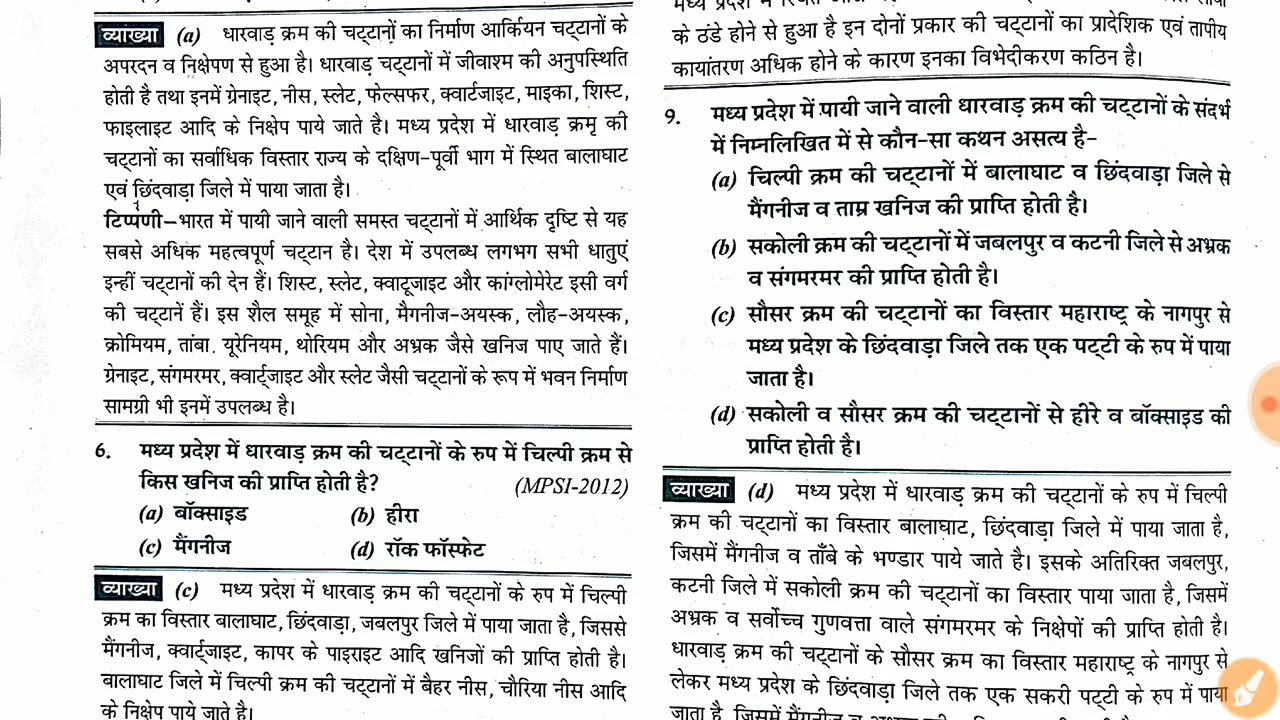 व्याख्या (a) धारवाड़ क्रम की चट्टानों का निर्माण आर्कियन चट्टानों के
अपरदन व निक्षेपण से हुआ है। धारवाड़ चट्टानों में जीवाश्म की अनुपस्थिति
होती है तथा इनमें ग्रेनाइट, नीस, स्लेट, फेल्सफर, क्वार्टजाइट, माइका, शिस्ट,
फाइलाइट आदि के निक्षेप पाये जाते है। मध्य प्रदेश में धारवाड़ क्रमृ की
चट्टानों का सर्वाधिक विस्तार राज्य के दक्षिण-पूर्वी भाग में स्थित बालाघाट
एवं छिंदवाड़ा जिले में पाया जाता है।
टिप्पणी–भारत में पायी जाने वाली समस्त चट्टानों में आर्थिक दृष्टि से यह
सबसे अधिक महत्वपूर्ण चट्टान है। देश में उपलब्ध लगभग सभी धातुएं
इन्हीं चट्टानों की देन हैं। शिस्ट, स्लेट, क्वाटूजाइट और कांग्लोमेरेट इसी वर्ग
की चट्टानें हैं। इस शैल समूह में सोना, मैगनीज-अयस्क, लौह-अयस्क,
क्रोमियम, तांबा, यूरेनियम, थोरियम और अभ्रक जैसे खनिज पाए जाते हैं।
ग्रेनाइट, संगमरमर, क्वार्ट्जाइट और स्लेट जैसी चट्टानों के रूप में भवन निर्माण
सामग्री भी इनमें उपलब्ध है।
6. मध्य प्रदेश में धारवाड़ क्रम की चट्टानों के रुप में चिल्पी क्रम से
किस खनिज की प्राप्ति होती है? (MPSI-2012)
(a) बॉक्साइड (b) हीरा
(c) मैंगनीज (d) रॉक फॉस्फेट
व्याख्या (c) मध्य प्रदेश में धारवाड़ क्रम की चट्टानों के रुप में चिल्पी
क्रम का विस्तार बालाघाट, छिंदवाड़ा, जबलपुर जिले में पाया जाता है, जिससे
मैंगनीज, क्वार्ट्जाइट, कापर के पाइराइट आदि खनिजों की प्राप्ति होती है।
बालाघाट जिले में चिल्पी क्रम की चट्टानों में बैहर नीस, चौरिया नीस आदि
के निक्षेप पाये जाते है।
के ठंडे होने से हुआ है इन दोनों प्रकार की चट्टानों का प्रादेशिक एवं तापीय
कायांतरण अधिक होने के कारण इनका विभेदीकरण कठिन है।
9. मध्य प्रदेश में पायी जाने वाली धारवाड़ क्रम की चट्टानों के संदर्भ
में निम्नलिखित में से कौन-सा कथन असत्य है–
(a) चिल्पी क्रम की चट्टानों में बालाघाट व छिंदवाड़ा जिले से
मैंगनीज व ताम्र खनिज की प्राप्ति होती है।
(b) सकोली क्रम की चट्टानों में जबलपुर व कटनी जिले से अभ्रक
व संगमरमर की प्राप्ति होती है।
(c) सौसर क्रम की चट्टानों का विस्तार महाराष्ट्र के नागपुर से
मध्य प्रदेश के छिंदवाड़ा जिले तक एक पट्टी के रुप में पाया
जाता है।
(d) सकोली व सौसर क्रम की चट्टानों से हीरे व बॉक्साइड की
प्राप्ति होती है।
व्याख्या (d) मध्य प्रदेश में धारवाड़ क्रम की चट्टानों के रुप में चिल्पी
क्रम की चट्टानों का विस्तार बालाघाट, छिंदवाड़ा जिले में पाया जाता है,
जिसमें मैंगनीज व ताँबे के भण्डार पाये जाते है। इसके अतिरिक्त जबलपुर,
कटनी जिले में सकोली क्रम की चट्टानों का विस्तार पाया जाता है, जिसमें
अभ्रक व सर्वोच्च गुणवत्ता वाले संगमरमर के निक्षेपों की प्राप्ति होती है।
धारवाड़ क्रम की चट्टानों के सौसर क्रम का विस्तार महाराष्ट्र के नागपुर से
लेकर मध्य प्रदेश के छिंदवाड़ा जिले तक एक सकरी पट्टी के रुप में पाया
जाता है, जिसमें मैंगनीज व अभ्रक